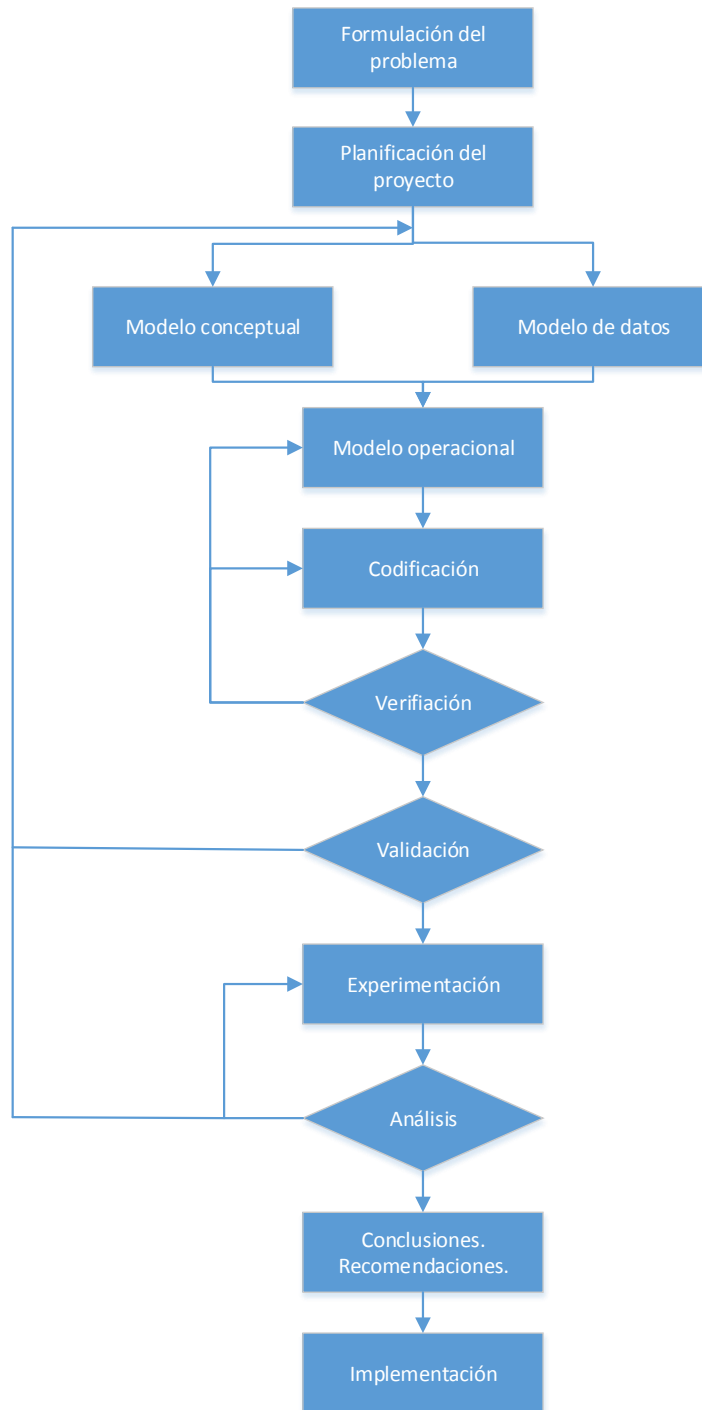 Formulación del
problema
Planificación del
proyecto
Modelo conceptual
Modelo de datos
Modelo operacional
Codificación
Verifiación
Validación
Experimentación
Análisis
Conclusiones.
Recomendaciones.
Implementación